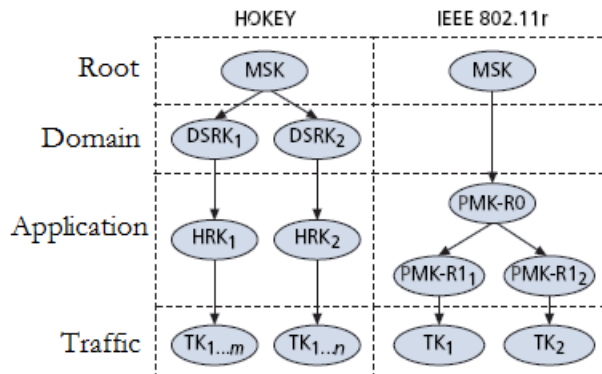 HOKEY IEEE 802.11r
Root MSK MSK
Domain DSRK₁ DSRK₂
PMK-R0
Application HRK₁ HRK₂
PMK-R1₁ PMK-R1₂
Traffic TK₁...m TK₁...n TK₁ TK₂